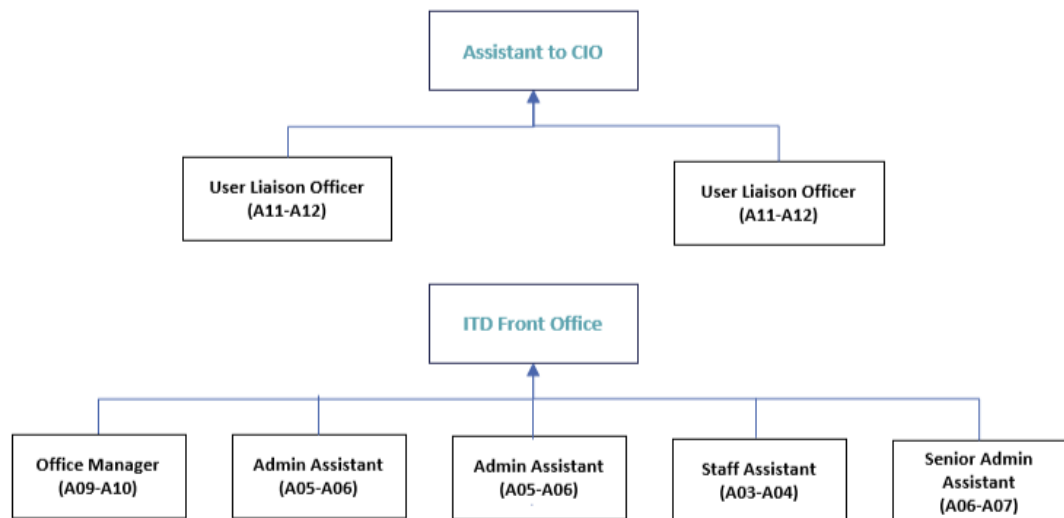 Assistant to CIO
User Liaison Officer
(A11-A12)
User Liaison Officer
(A11-A12)
ITD Front Office
Office Manager
(A09-A10)
Admin Assistant
(A05-A06)
Admin Assistant
(A05-A06)
Staff Assistant
(A03-A04)
Senior Admin
Assistant
(A06-A07)